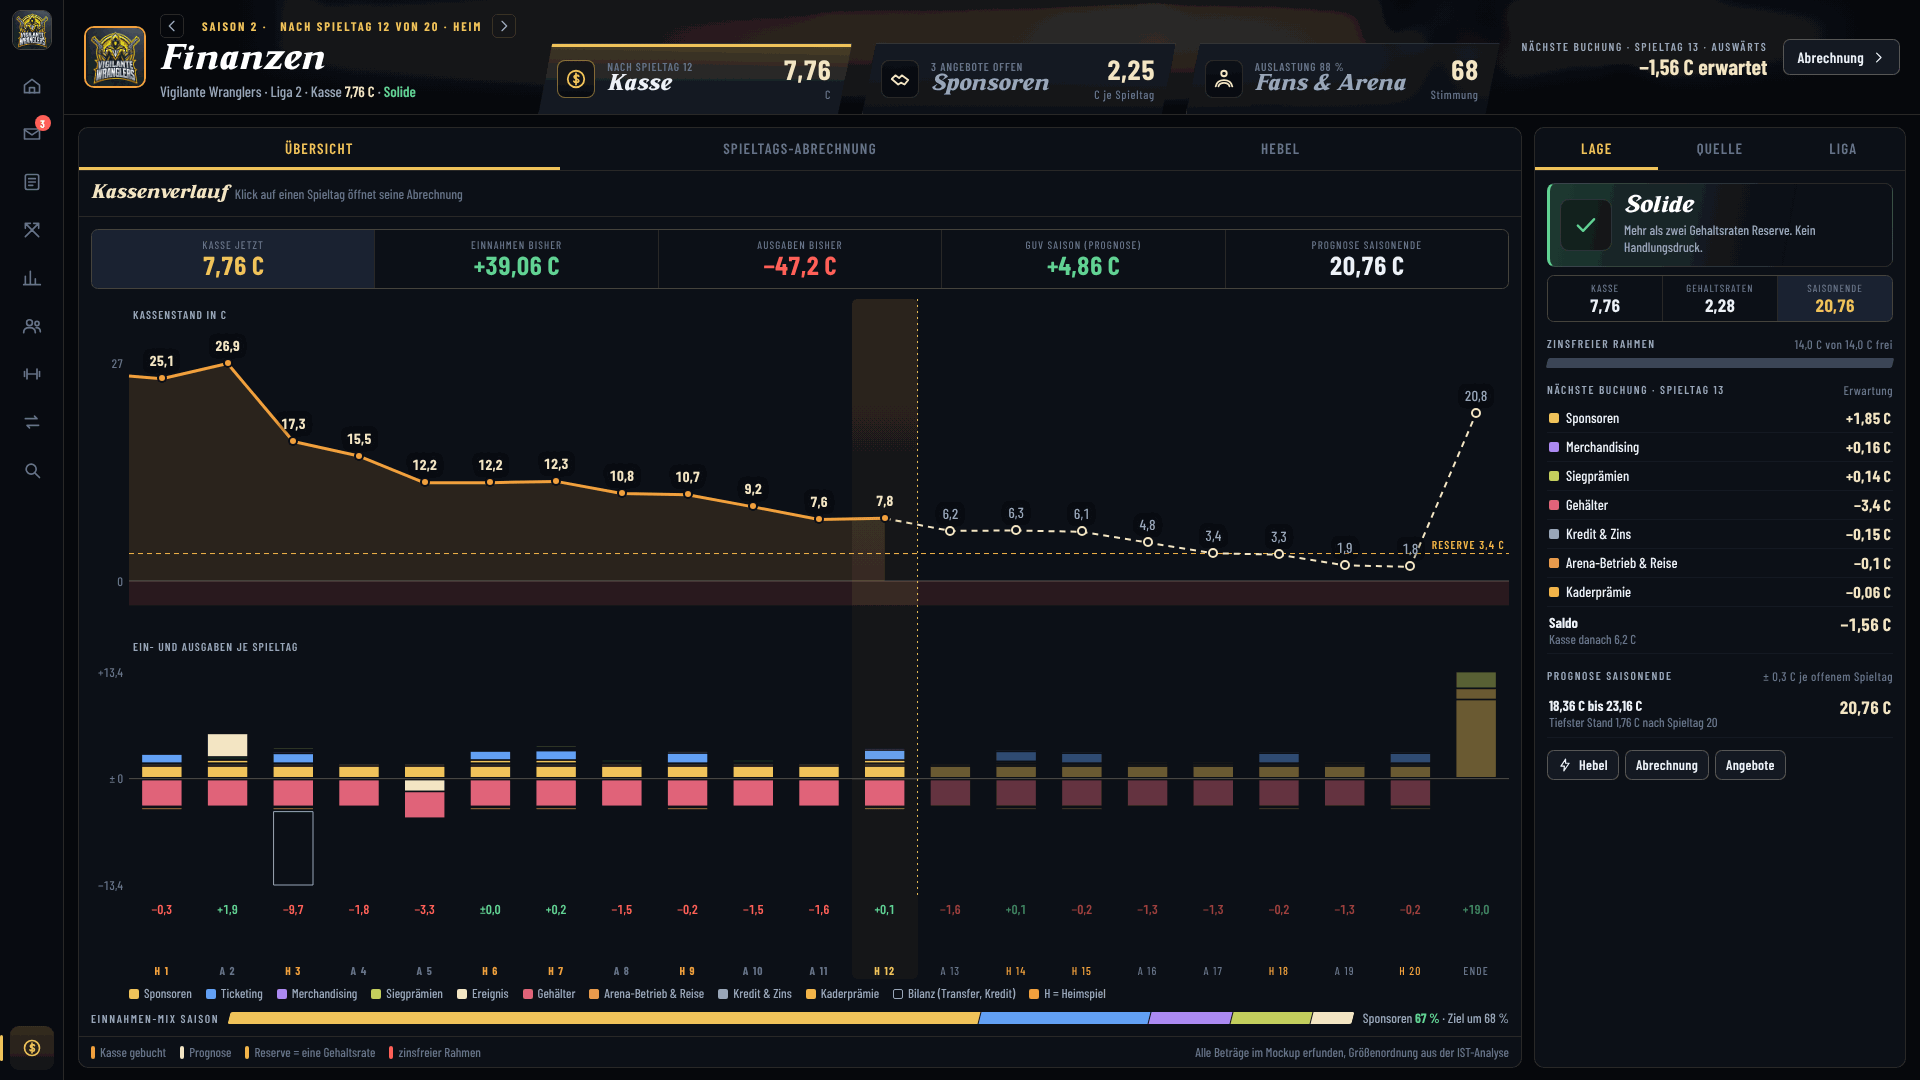 VIGILANTE WRANGLERS
SAISON 2 · NACH SPIELTAG 12 VON 20 · HEIM
Finanzen
Vigilante Wranglers · Liga 2 · Kasse 7,76 C · Solide
NACH SPIELTAG 12
Kasse
7,76
C
3 ANGEBOTE OFFEN
Sponsoren
2,25
C je Spieltag
AUSLASTUNG 88 %
Fans & Arena
68
Stimmung
NÄCHSTE BUCHUNG · SPIELTAG 13 · AUSWÄRTS
−1,56 C erwartet
Abrechnung
3
ÜBERSICHT
SPIELTAGS-ABRECHNUNG
HEBEL
Kassenverlauf Klick auf einen Spieltag öffnet seine Abrechnung
KASSE JETZT
7,76 C
EINNAHMEN BISHER
+39,06 C
AUSGABEN BISHER
−47,2 C
GUV SAISON (PROGNOSE)
+4,86 C
PROGNOSE SAISONENDE
20,76 C
KASSENSTAND IN C
27
0
25,1
26,9
17,3
15,5
12,2
12,2
12,3
10,8
10,7
9,2
7,6
7,8
6,2
6,3
6,1
4,8
3,4
3,3
1,9
1,8
20,8
RESERVE 3,4 C
EIN- UND AUSGABEN JE SPIELTAG
+13,4
± 0
−13,4
−0,3 +1,9 −9,7 −1,8 −3,3 ±0,0 +0,2 −1,5 −0,2 −1,5 −1,6 +0,1 −1,6 +0,1 −0,2 −1,3 −1,3 −0,2 −1,3 −0,2 +19,0
H 1 A 2 H 3 A 4 A 5 H 6 H 7 A 8 H 9 A 10 A 11 H 12 A 13 H 14 H 15 A 16 A 17 H 18 A 19 H 20 ENDE
Sponsoren Ticketing Merchandising Siegprämien Ereignis Gehälter Arena-Betrieb & Reise Kredit & Zins Kaderprämie Bilanz (Transfer, Kredit) H = Heimspiel
EINNAHMEN-MIX SAISON
Sponsoren 67 % · Ziel um 68 %
Kasse gebucht Prognose Reserve = eine Gehaltsrate zinsfreier Rahmen
Alle Beträge im Mockup erfunden, Größenordnung aus der IST-Analyse
LAGE
QUELLE
LIGA
Solide
Mehr als zwei Gehaltsraten Reserve. Kein
Handlungsdruck.
KASSE
7,76
GEHALTSRATEN
2,28
SAISONENDE
20,76
ZINSFREIER RAHMEN 14,0 C von 14,0 C frei
NÄCHSTE BUCHUNG · SPIELTAG 13 Erwartung
Sponsoren +1,85 C
Merchandising +0,16 C
Siegprämien +0,14 C
Gehälter −3,4 C
Kredit & Zins −0,15 C
Arena-Betrieb & Reise −0,1 C
Kaderprämie −0,06 C
Saldo −1,56 C
Kasse danach 6,2 C
PROGNOSE SAISONENDE ± 0,3 C je offenem Spieltag
18,36 C bis 23,16 C 20,76 C
Tiefster Stand 1,76 C nach Spieltag 20
Hebel
Abrechnung
Angebote